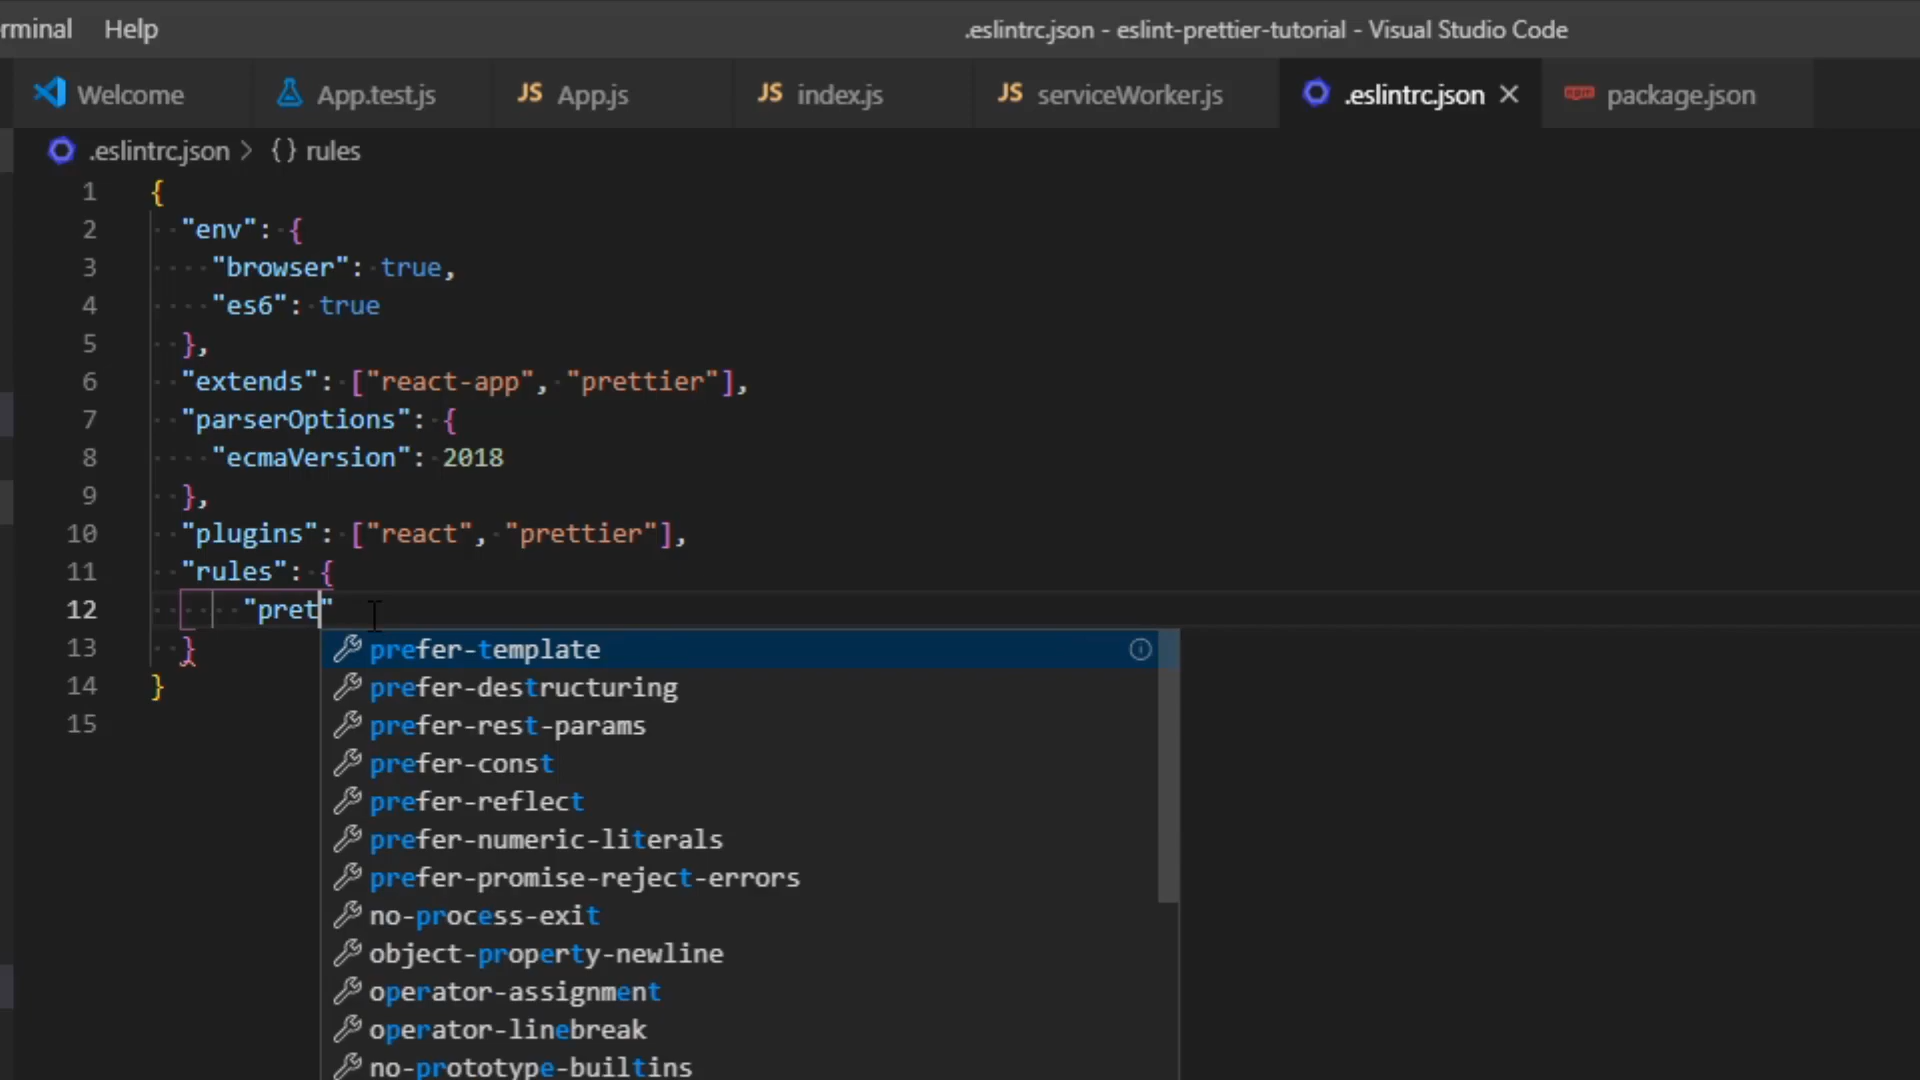 rminal Help .eslintrc.json - eslint-prettier-tutorial - Visual Studio Code
Welcome App.test.js JS App.js JS index.js JS serviceWorker.js .eslintrc.json × npm package.json
.eslintrc.json > {} rules
1 {
2 "env": {
3 "browser": true,
4 "es6": true
5 },
6 "extends": ["react-app", "prettier"],
7 "parserOptions": {
8 "ecmaVersion": 2018
9 },
10 "plugins": ["react", "prettier"],
11 "rules": {
12 "pret"
13 }
14 }
15
prefer-template
prefer-destructuring
prefer-rest-params
prefer-const
prefer-reflect
prefer-numeric-literals
prefer-promise-reject-errors
no-process-exit
object-property-newline
operator-assignment
operator-linebreak
no-prototype-builtins